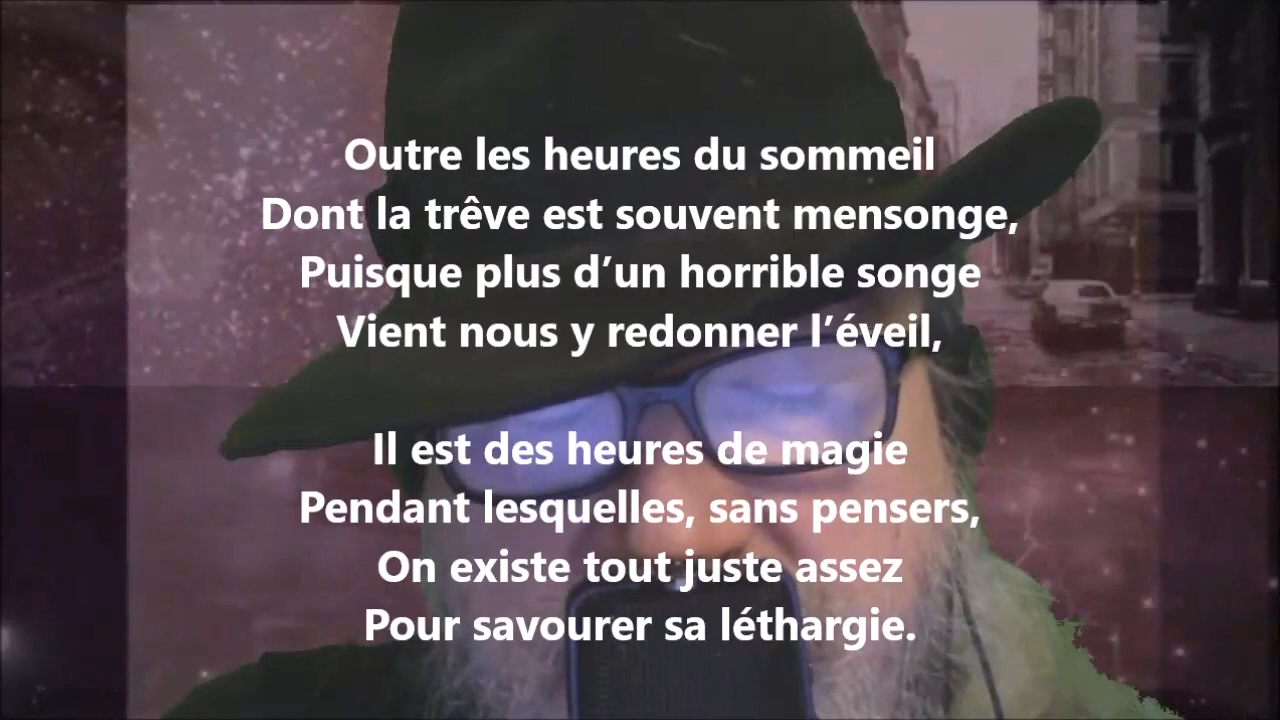 Outre les heures du sommeil
Dont la trêve est souvent mensonge,
Puisque plus d’un horrible songe
Vient nous y redonner l’éveil,
Il est des heures de magie
Pendant lesquelles, sans pensers,
On existe tout juste assez
Pour savourer sa léthargie.